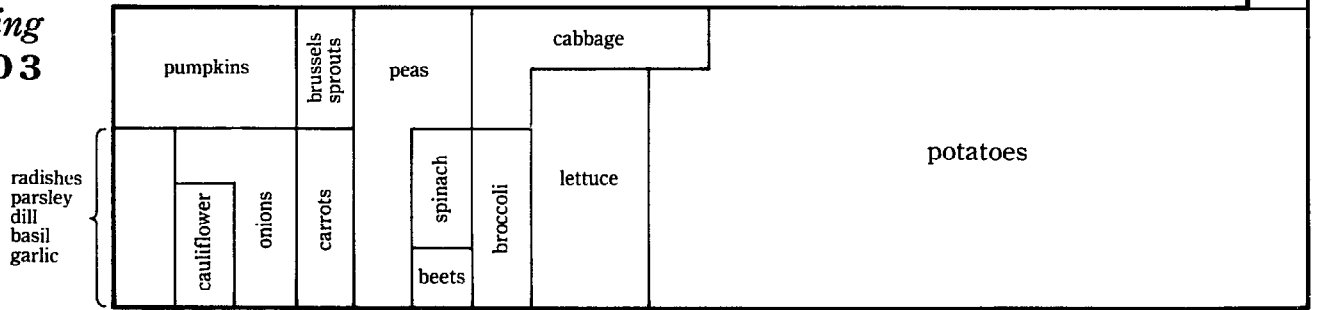 ing
03
pumpkins
brussels
sprouts
peas
cabbage
radishes
parsley
dill
basil
garlic
cauliflower
onions
carrots
spinach
beets
broccoli
lettuce
potatoes